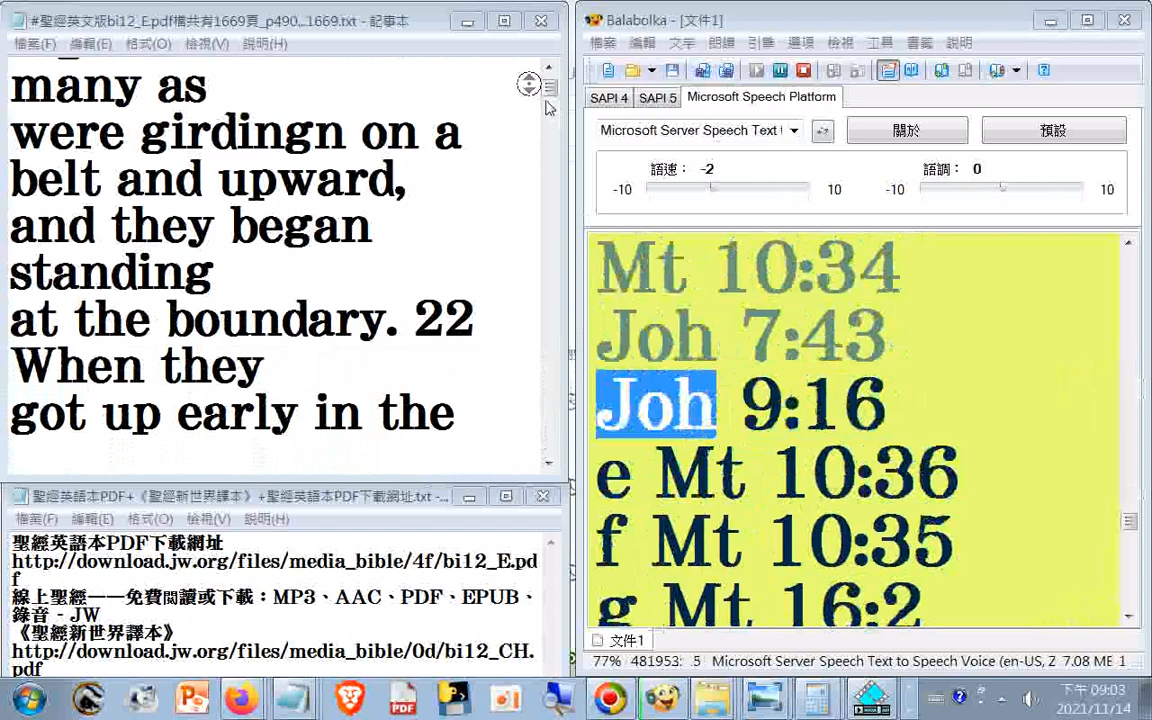 #聖經英文版bi12_E.pdf檔共有1669頁_p490,..1669.txt - 記事本
檔案(F) 編輯(E) 格式(O) 檢視(V) 說明(H)
many as
were girdingn on a
belt and upward,
and they began
standing
at the boundary. 22
When they
got up early in the
聖經英語本PDF+《聖經新世界譯本》+聖經英語本PDF下載網址.txt - ...
檔案(F) 編輯(E) 格式(O) 檢視(V) 說明(H)
聖經英語本PDF下載網址
http://download.jw.org/files/media_bible/4f/bi12_E.pd
f
線上聖經——免費閱讀或下載：MP3、AAC、PDF、EPUB、
錄音 - JW
《聖經新世界譯本》
http://download.jw.org/files/media_bible/0d/bi12_CH.
pdf
Balabolka - [文件1]
檔案 編輯 文字 朗讀 引擎 選項 檢視 工具 書籤 說明
SAPI 4 SAPI 5 Microsoft Speech Platform
Microsoft Server Speech Text 關於 預設
語速： -2 語調： 0
-10 10 -10 10
Mt 10:34
Joh 7:43
Joh 9:16
e Mt 10:36
f Mt 10:35
g Mt 16:2
文件1
77% 481953: 5 Microsoft Server Speech Text to Speech Voice (en-US, Z 7.08 ME 1
下午 09:03
2021/11/14